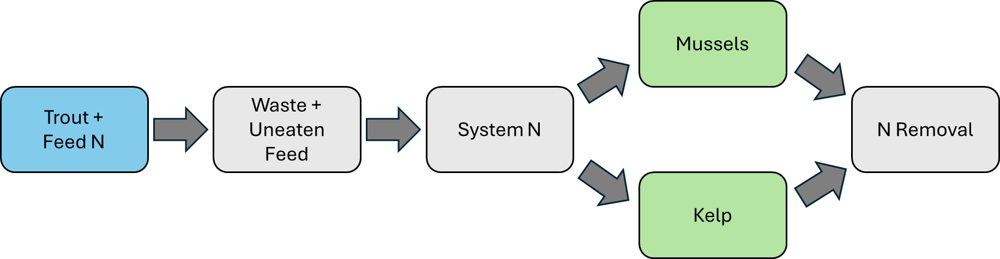 Trout +
Feed N
Waste +
Uneaten
Feed
System N
Mussels
Kelp
N Removal